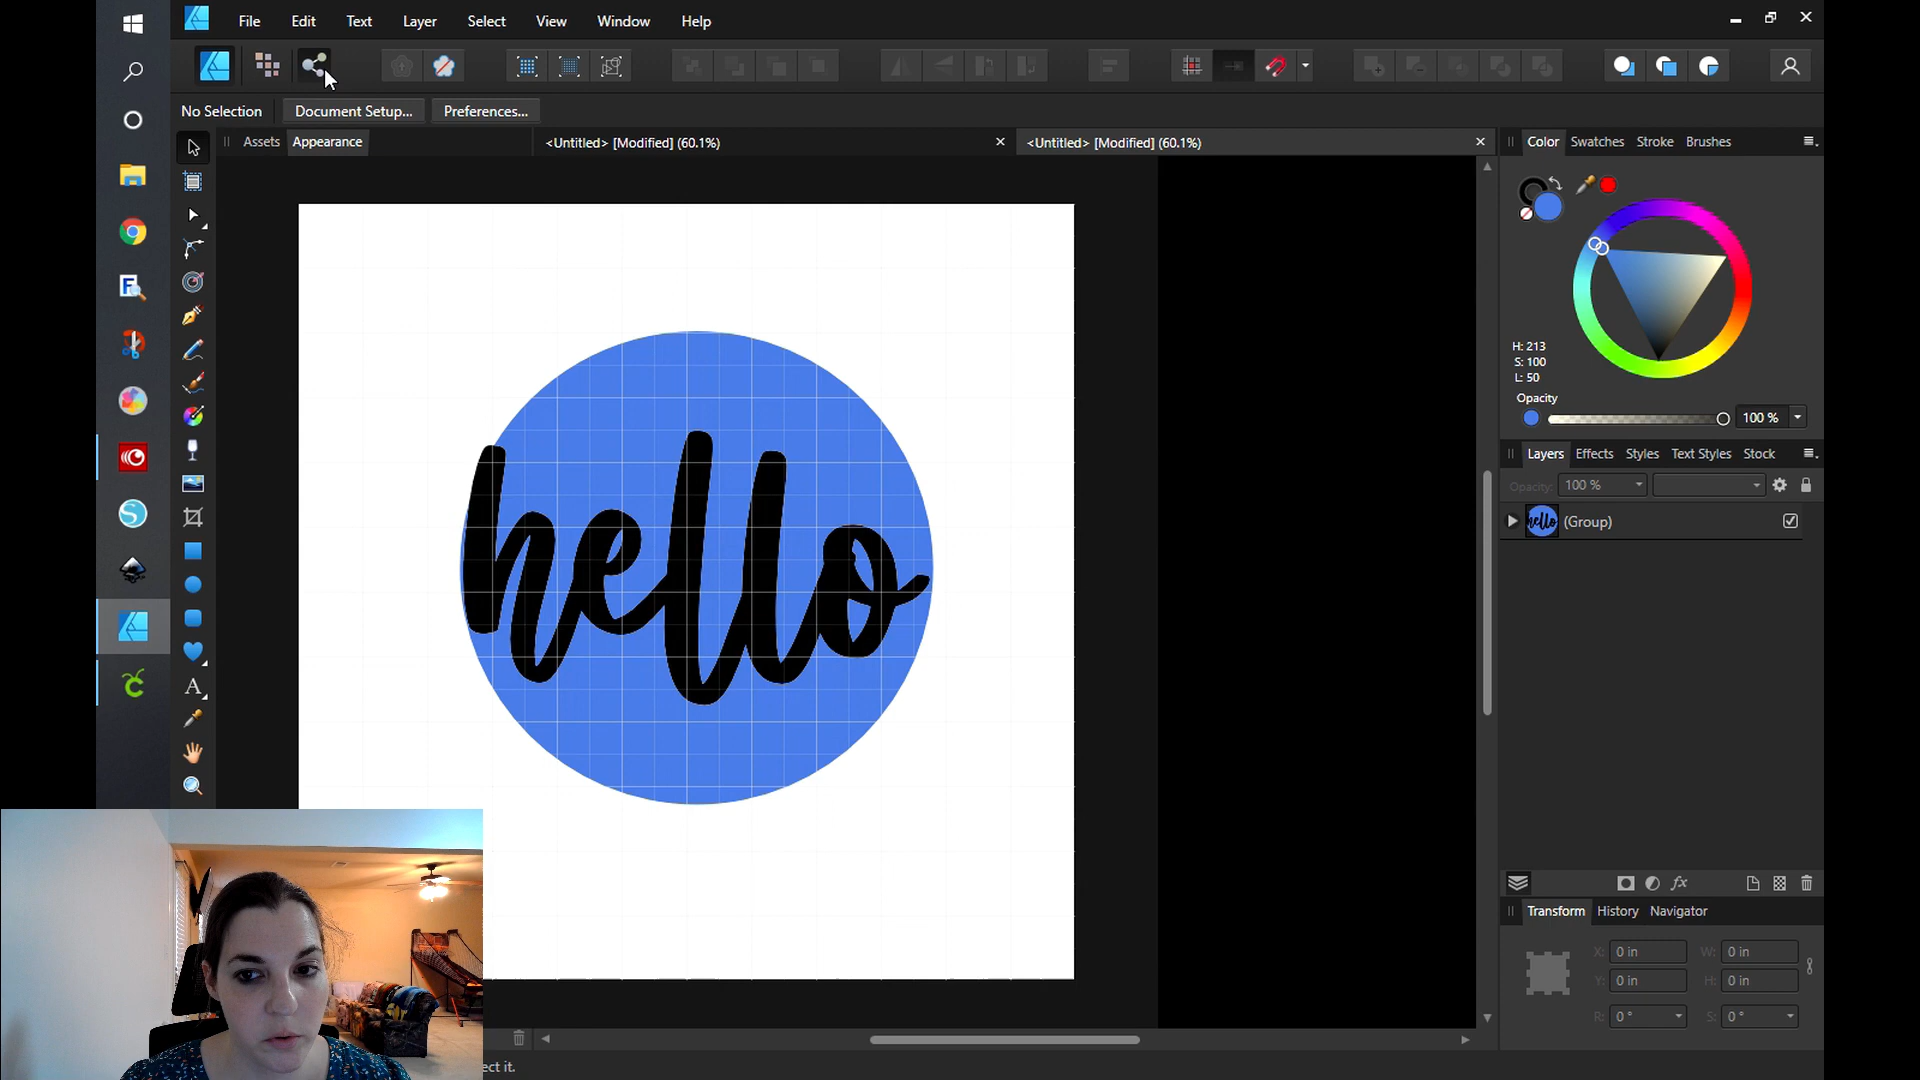 File Edit Text Layer Select View Window Help
No Selection Document Setup... Preferences...
Assets Appearance <Untitled> [Modified] (60.1%) <Untitled> [Modified] (60.1%)
Color Swatches Stroke Brushes
H: 213
S: 100
L: 50
Opacity
100 %
hello
Layers Effects Styles Text Styles Stock
Opacity: 100 %
hello (Group)
fx
Transform History Navigator
X: 0 in W: 0 in
Y: 0 in H: 0 in
R: 0 ° S: 0 °
ect it.